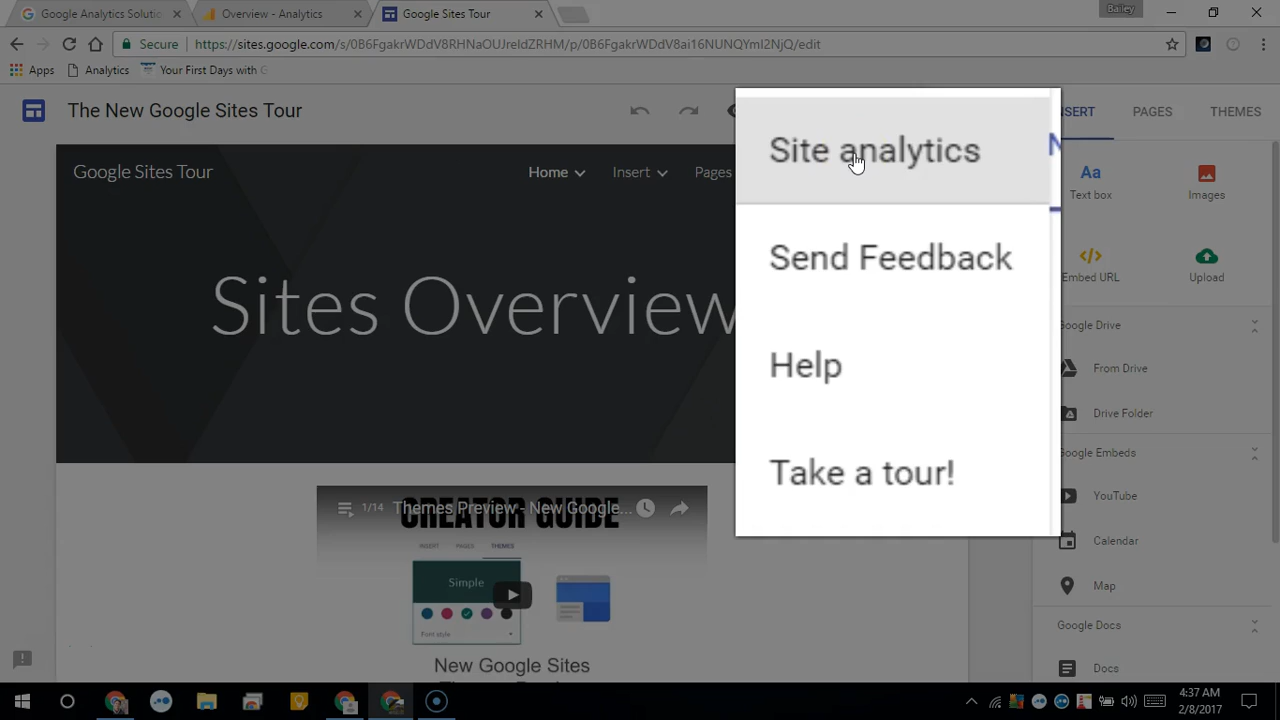 Google Analytics Soluti
Overview - Analytics
Google Sites Tour
Bailey
Secure
https://sites.google.com/s/0B6FgakrWDdV8RHNaOUJreldZRHM/p/0B6FgakrWDdV8ai16NUNQYmI2NjQ/edit
Apps
Analytics
Your First Days with G
The New Google Sites Tour
INSERT
PAGES
THEMES
Google Sites Tour
Home
Insert
Pages
Sites Overview
Site analytics
Send Feedback
Help
Take a tour!
Aa
Text box
Images
Embed URL
Upload
Google Drive
From Drive
Drive Folder
Google Embeds
YouTube
Calendar
Map
Google Docs
Docs
1/14
Themes Preview - New Google...
CREATOR GUIDE
INSERT PAGES THEMES
Simple
Font style
New Google Sites
4:37 AM
2/8/2017